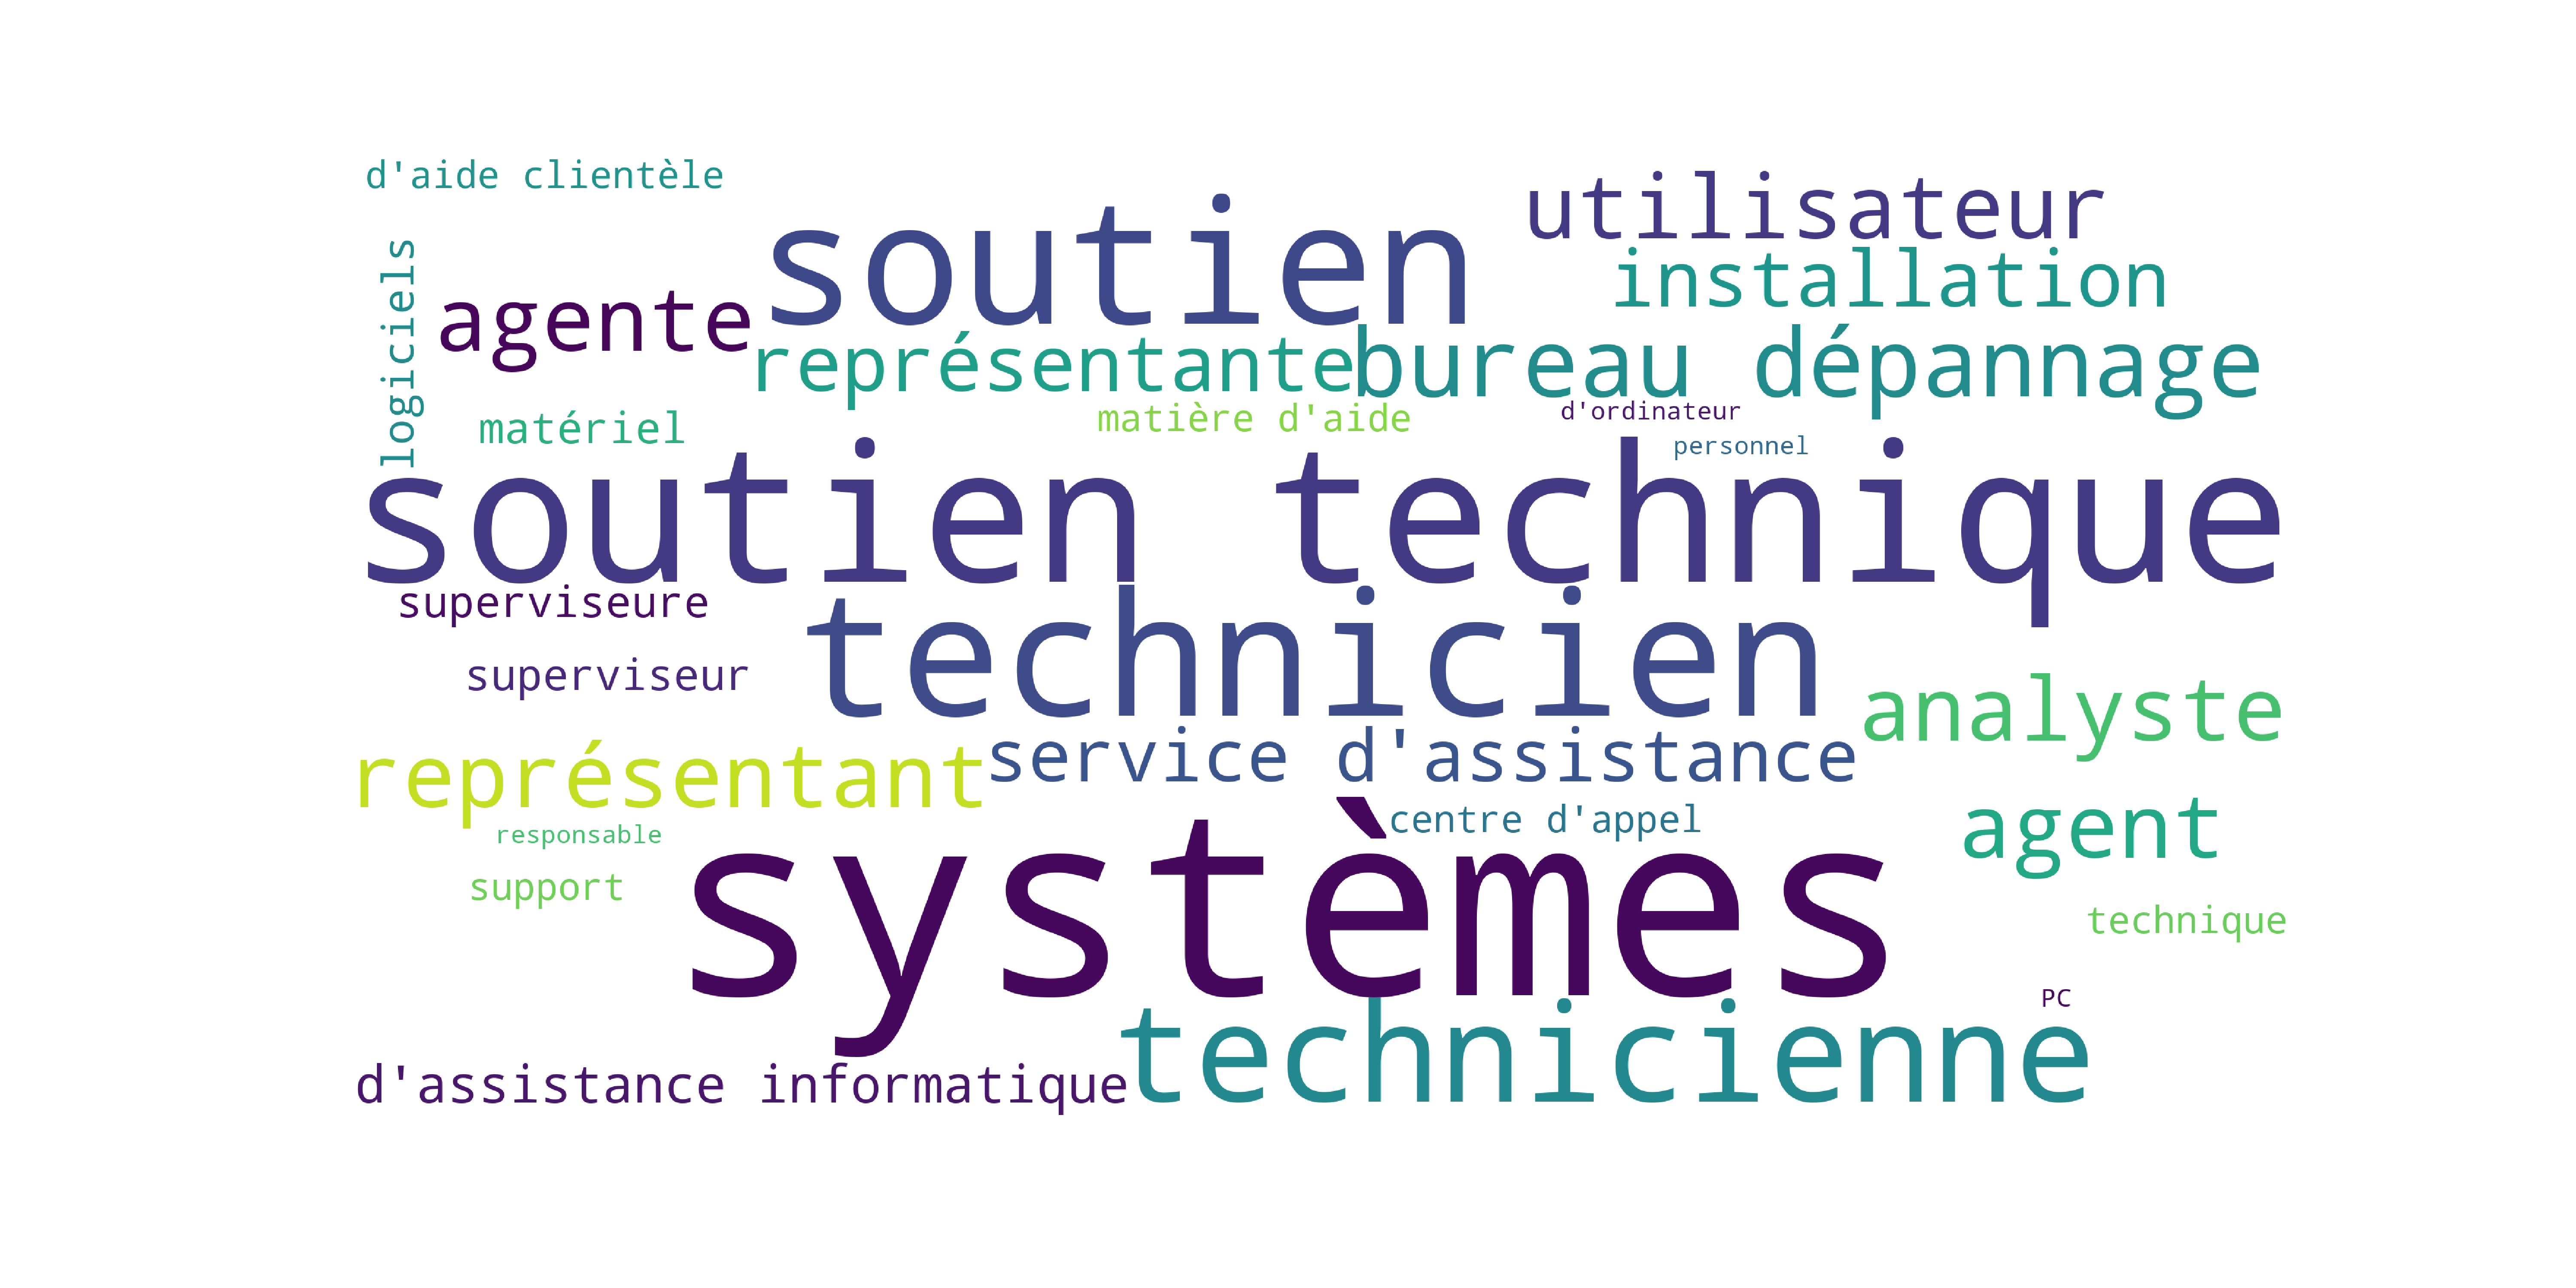 d'aide clientèle
utilisateur
soutien
installation
logiciels
agente
représentante
bureau dépannage
matière d'aide
d'ordinateur
matériel
personnel
soutien technique
superviseure
technicien
superviseur
analyste
service d'assistance
représentant
centre d'appel
agent
responsable
support
systèmes
technique
PC
technicienne
d'assistance informatique